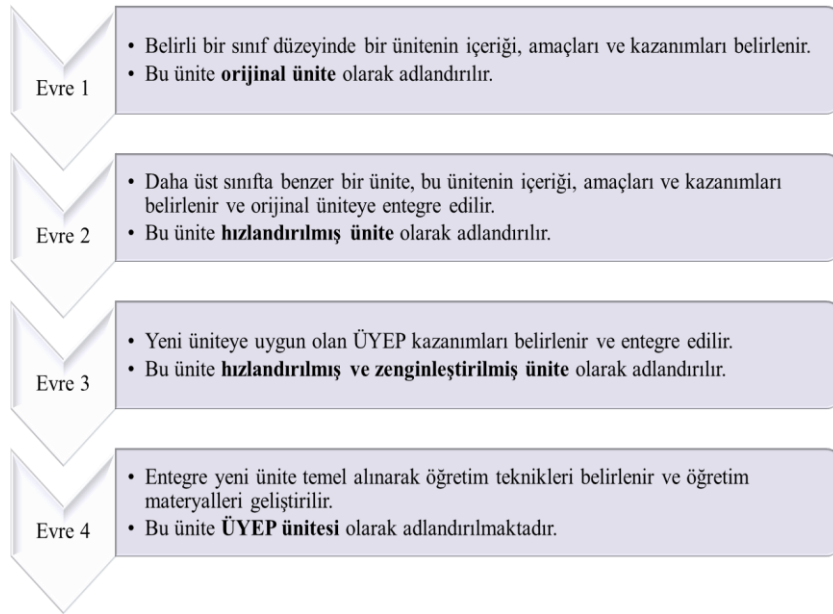 Evre 1
• Belirli bir sınıf düzeyinde bir ünitenin içeriği, amaçları ve kazanımları belirlenir.
• Bu ünite orijinal ünite olarak adlandırılır.
Evre 2
• Daha üst sınıfta benzer bir ünite, bu ünitenin içeriği, amaçları ve kazanımları
belirlenir ve orijinal üniteye entegre edilir.
• Bu ünite hızlandırılmış ünite olarak adlandırılır.
Evre 3
• Yeni üniteye uygun olan ÜYEP kazanımları belirlenir ve entegre edilir.
• Bu ünite hızlandırılmış ve zenginleştirilmiş ünite olarak adlandırılır.
Evre 4
• Entegre yeni ünite temel alınarak öğretim teknikleri belirlenir ve öğretim
materyalleri geliştirilir.
• Bu ünite ÜYEP ünitesi olarak adlandırılmaktadır.